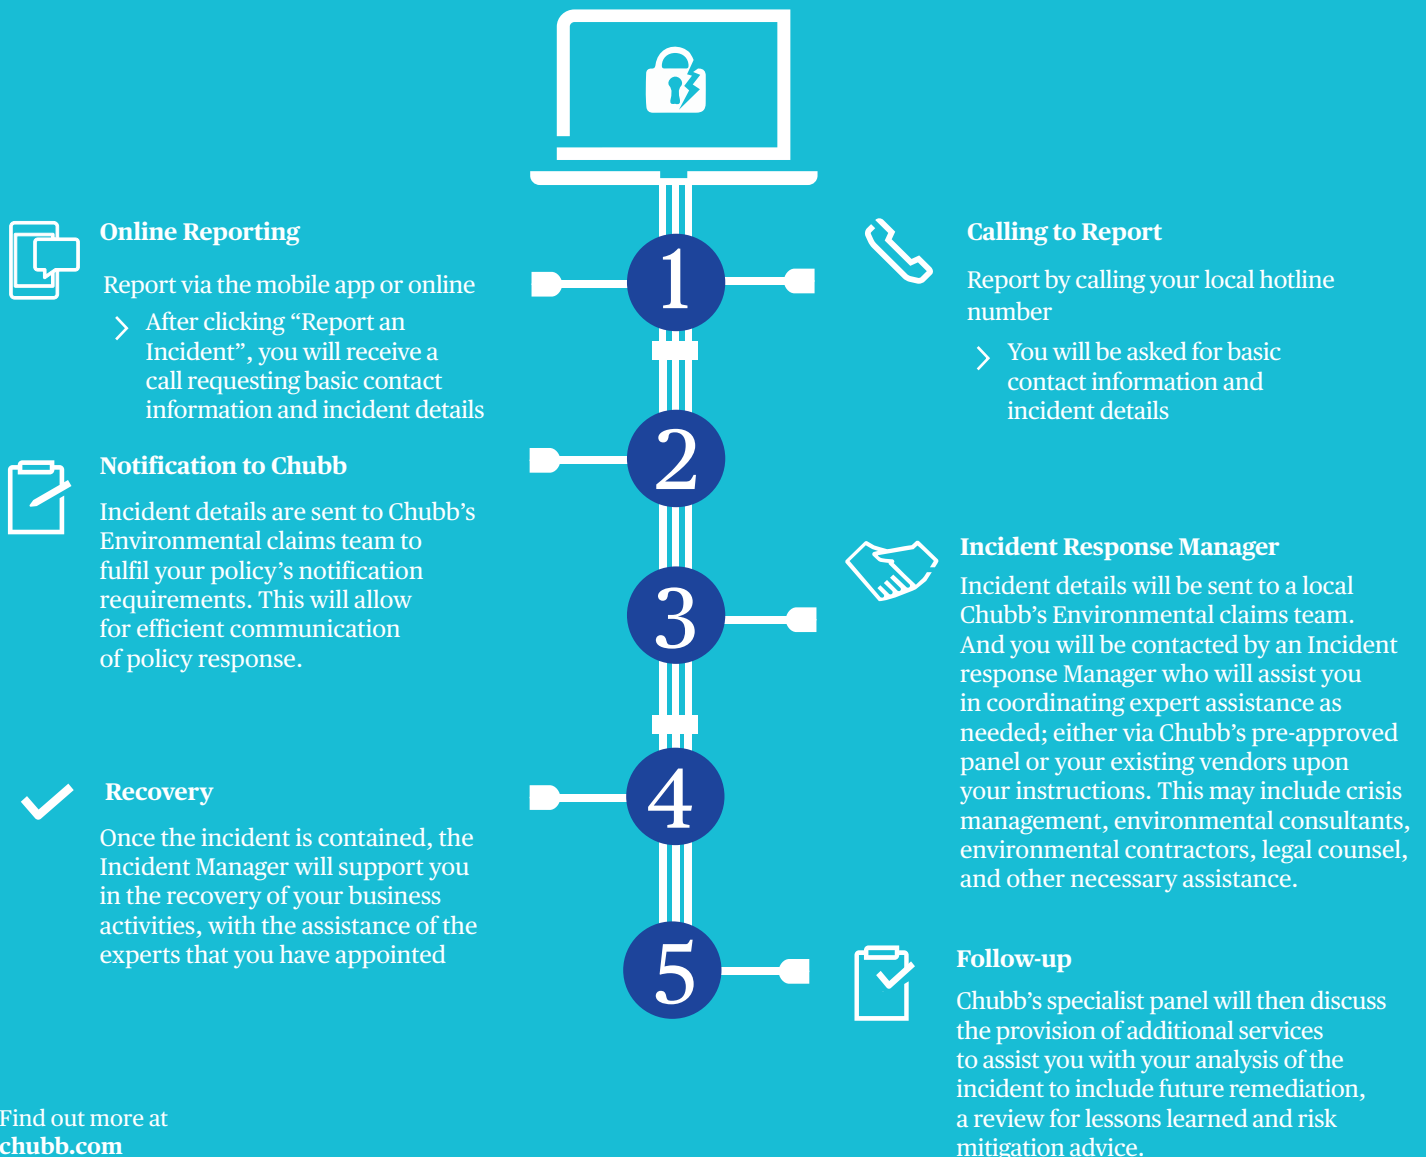 Online Reporting
Report via the mobile app or online
After clicking “Report an
Incident”, you will receive a
call requesting basic contact
information and incident details
1
Calling to Report
Report by calling your local hotline
number
You will be asked for basic
contact information and
incident details
2
Notification to Chubb
Incident details are sent to Chubb’s
Environmental claims team to
fulfil your policy’s notification
requirements. This will allow
for efficient communication
of policy response.
3
Incident Response Manager
Incident details will be sent to a local
Chubb’s Environmental claims team.
And you will be contacted by an Incident
response Manager who will assist you
in coordinating expert assistance as
needed; either via Chubb’s pre-approved
panel or your existing vendors upon
your instructions. This may include crisis
management, environmental consultants,
environmental contractors, legal counsel,
and other necessary assistance.
4
Recovery
Once the incident is contained, the
Incident Manager will support you
in the recovery of your business
activities, with the assistance of the
experts that you have appointed
5
Follow-up
Chubb’s specialist panel will then discuss
the provision of additional services
to assist you with your analysis of the
incident to include future remediation,
a review for lessons learned and risk
mitigation advice.
Find out more at
chubb.com